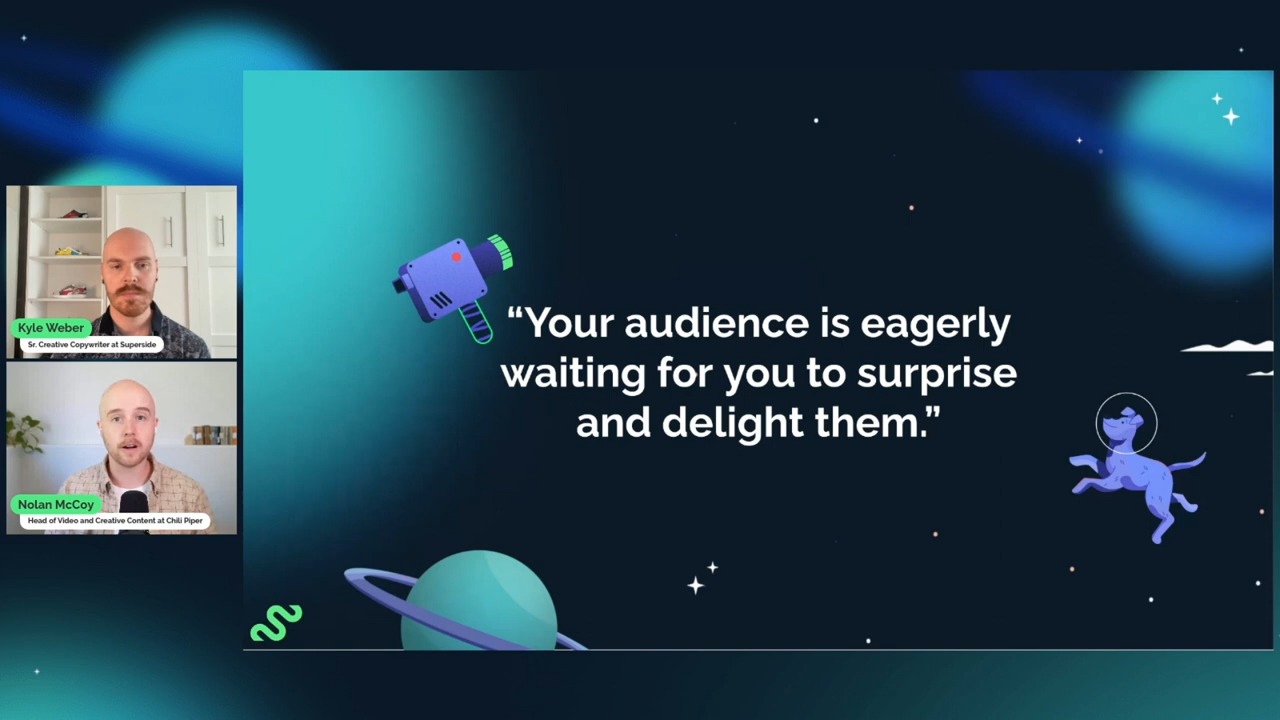 Kyle Weber
Sr. Creative Copywriter at Superside
Nolan McCoy
Head of Video and Creative Content at Chili Piper
“Your audience is eagerly
waiting for you to surprise
and delight them.”